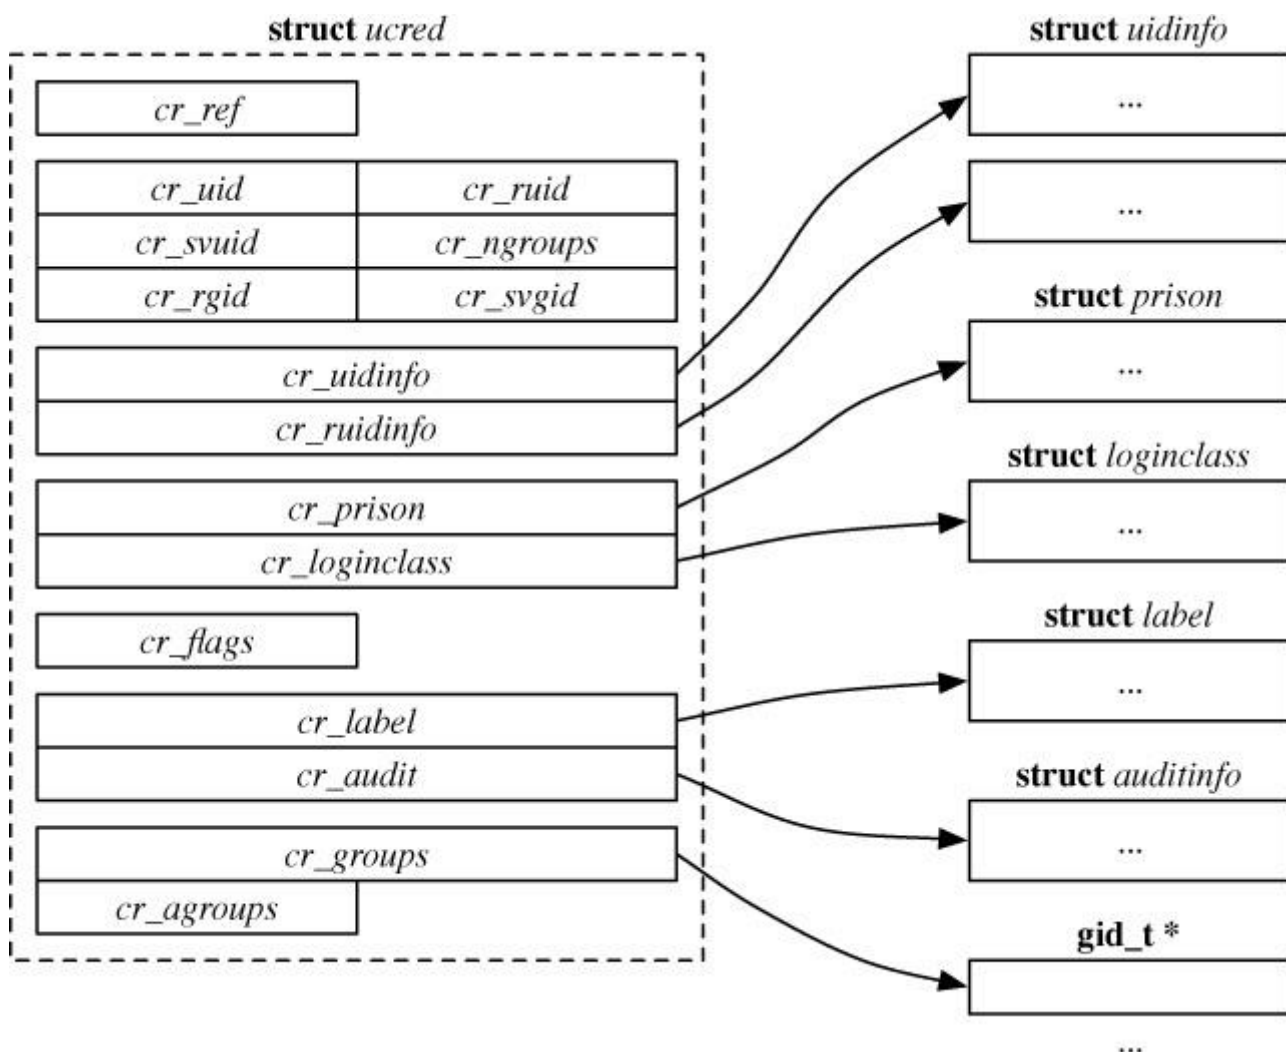 struct ucred
cr_ref
cr_uid cr_ruid
cr_svuid cr_ngroups
cr_rgid cr_svgid
cr_uidinfo
cr_ruidinfo
cr_prison
cr_loginclass
cr_flags
cr_label
cr_audit
cr_groups
cr_agroups
struct uidinfo
...
...
struct prison
...
struct loginclass
...
struct label
...
struct auditinfo
...
gid_t *
...